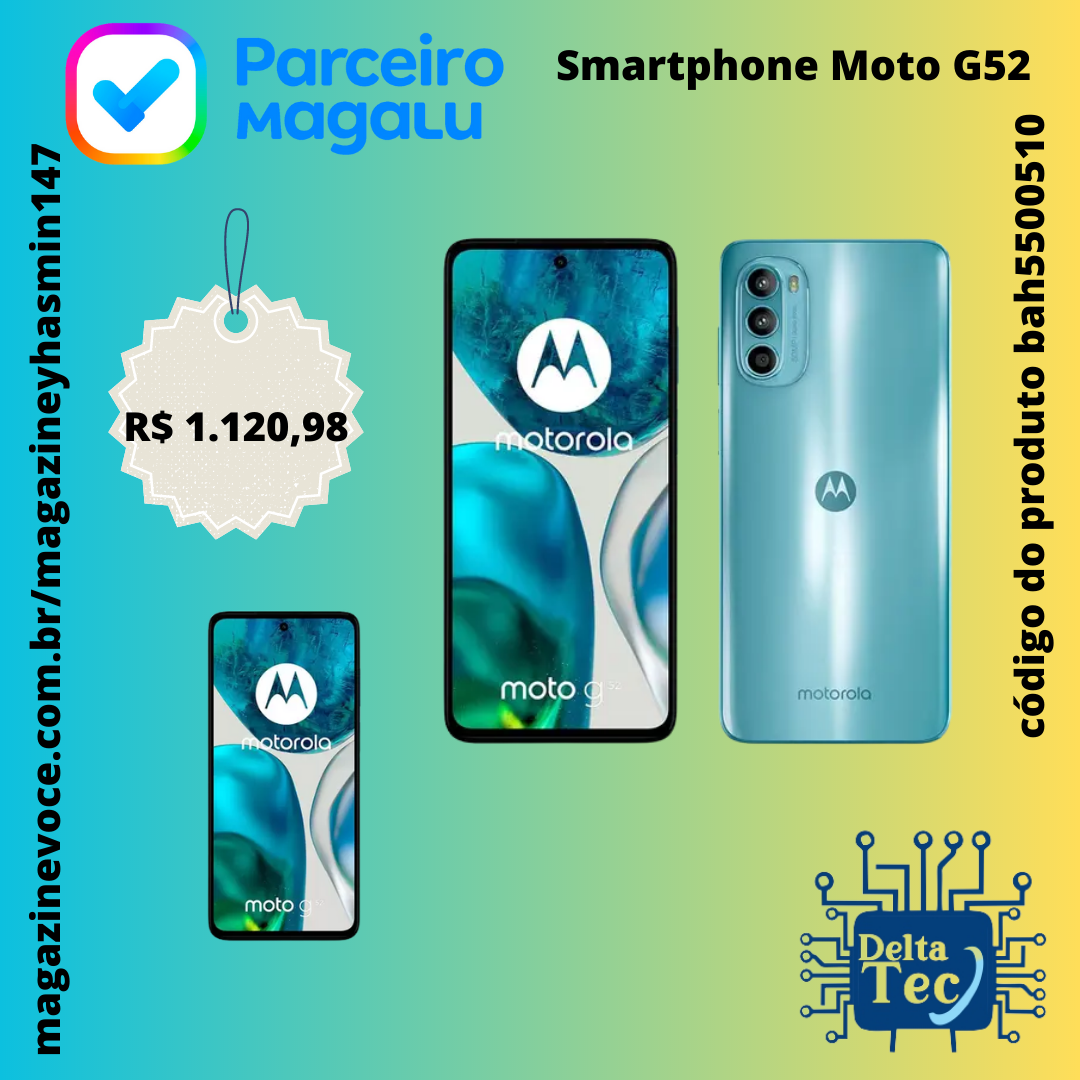 Parceiro
Magalu
Smartphone Moto G52
magazinevoce.com.br/magazineyhasmin147
código do produto bah5500510
R$ 1.120,98
motorola
moto g52
motorola
motorola
moto g
Delta
Tec